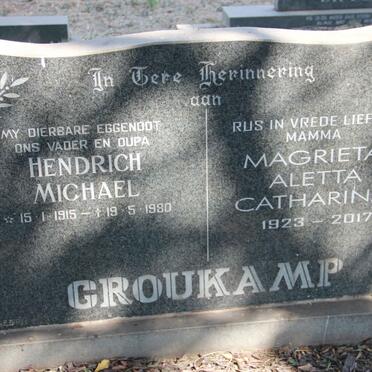 In Tere Herinnering
aan
MY DIERBARE EGGENOOT
ONS VADER EN OUPA
HENDRICH
MICHAEL
☆ 15 · 1 · 1915 – † 19 · 5 · 1980
RUS IN VREDE LIEF
MAMMA
MAGRIETA
ALETTA
CATHARIN
1923 – 2017
GROUKAMP